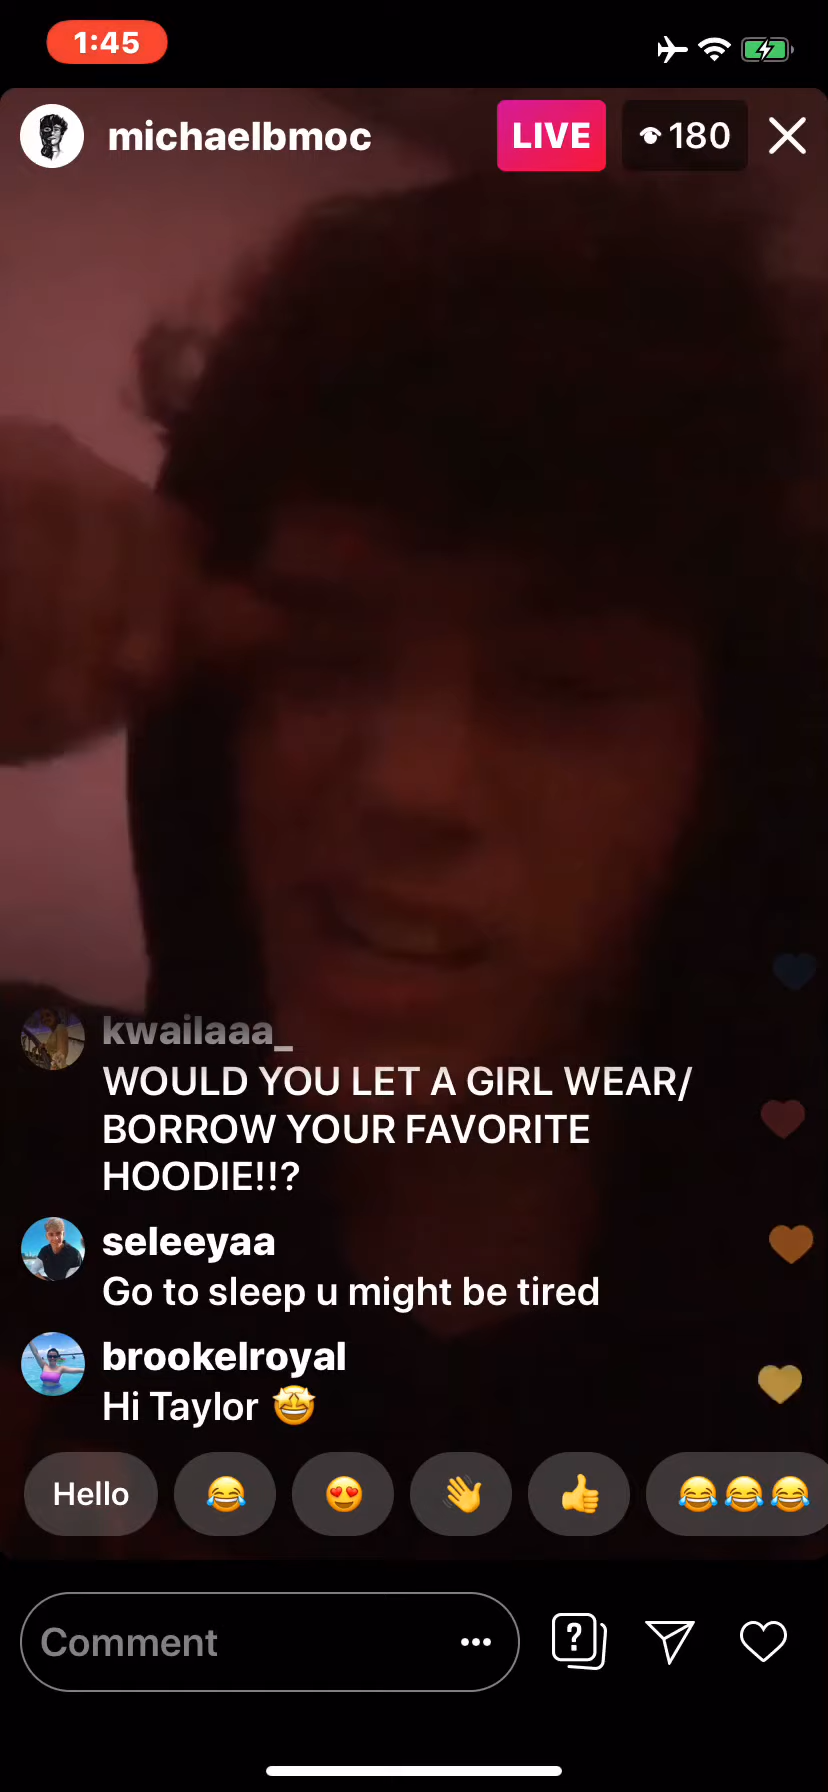 1:45
michaelbmoc LIVE 180
kwailaaa_
WOULD YOU LET A GIRL WEAR/
BORROW YOUR FAVORITE
HOODIE!!?
seleeyaa
Go to sleep u might be tired
brookelroyal
Hi Taylor 🤩
Hello 😂 😍 👋 👍 😂😂😂
Comment ... ?